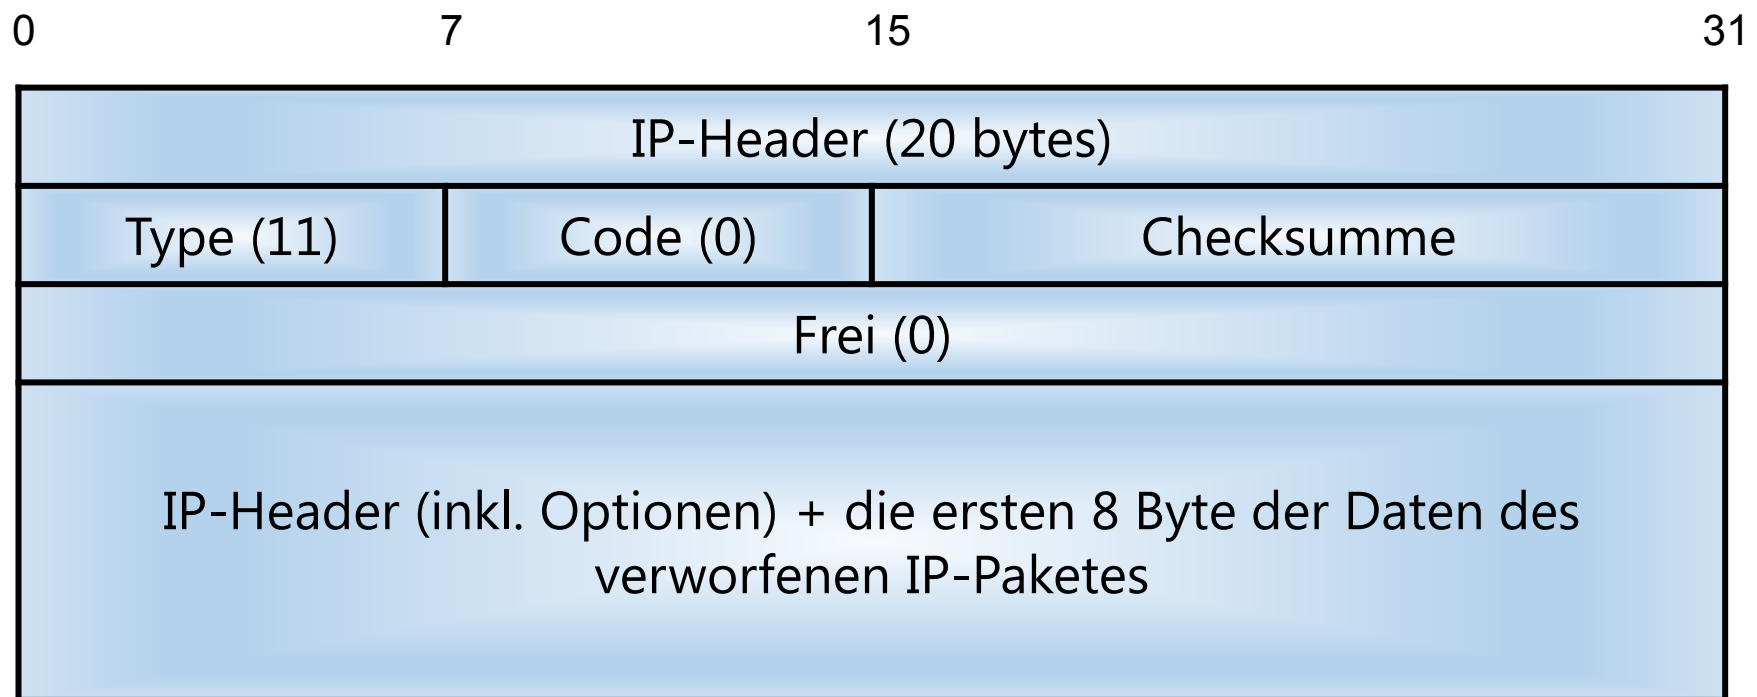 0 7 15 31
IP-Header (20 bytes)
Type (11) Code (0) Checksumme
Frei (0)
IP-Header (inkl. Optionen) + die ersten 8 Byte der Daten des
verworfenen IP-Paketes